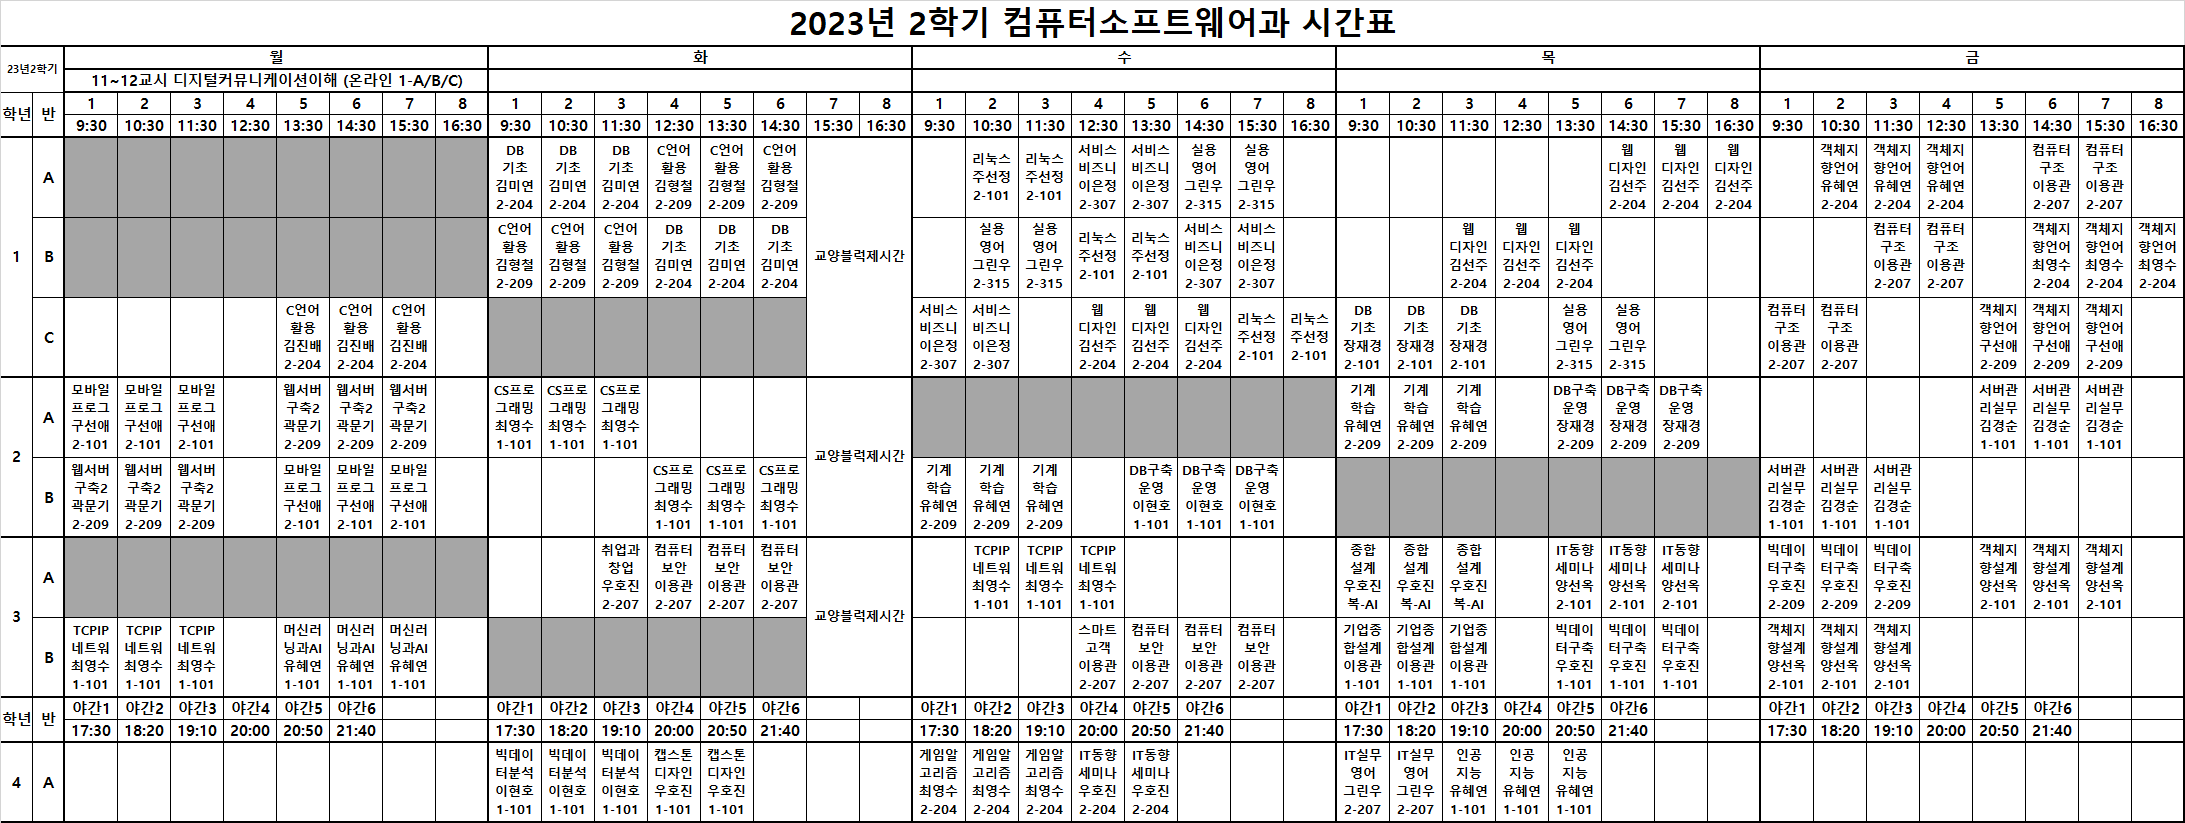 2023년 2학기 컴퓨터소프트웨어과 시간표
23년2학기 월 화 수 목 금
11~12교시 디지털커뮤니케이션이해 (온라인 1-A/B/C)
학년 반 1 2 3 4 5 6 7 8 1 2 3 4 5 6 7 8 1 2 3 4 5 6 7 8 1 2 3 4 5 6 7 8 1 2 3 4 5 6 7 8
9:30 10:30 11:30 12:30 13:30 14:30 15:30 16:30 9:30 10:30 11:30 12:30 13:30 14:30 15:30 16:30 9:30 10:30 11:30 12:30 13:30 14:30 15:30 16:30 9:30 10:30 11:30 12:30 13:30 14:30 15:30 16:30 9:30 10:30 11:30 12:30 13:30 14:30 15:30 16:30
1
A
DB DB DB C언어 C언어 C언어 서비스 서비스 실용 실용 웹 웹 웹 객체지 객체지 객체지 컴퓨터 컴퓨터
기초 기초 기초 활용 활용 활용 리눅스 리눅스 비즈니 비즈니 영어 영어 디자인 디자인 디자인 향언어 향언어 향언어 구조 구조
김미연 김미연 김미연 김형철 김형철 김형철 주선정 주선정 이은정 이은정 그린우 그린우 김선주 김선주 김선주 유혜연 유혜연 유혜연 이용관 이용관
2-204 2-204 2-204 2-209 2-209 2-209 2-101 2-101 2-307 2-307 2-315 2-315 2-204 2-204 2-204 2-204 2-204 2-204 2-207 2-207
B
C언어 C언어 C언어 DB DB DB 실용 실용 서비스 서비스 웹 웹 웹 컴퓨터 컴퓨터 객체지 객체지 객체지
활용 활용 활용 기초 기초 기초 영어 영어 리눅스 리눅스 비즈니 비즈니 디자인 디자인 디자인 구조 구조 향언어 향언어 향언어
김형철 김형철 김형철 김미연 김미연 김미연 교양블럭제시간 그린우 그린우 주선정 주선정 이은정 이은정 김선주 김선주 김선주 이용관 이용관 최영수 최영수 최영수
2-209 2-209 2-209 2-204 2-204 2-204 2-315 2-315 2-101 2-101 2-307 2-307 2-204 2-204 2-204 2-207 2-207 2-204 2-204 2-204
C
C언어 C언어 C언어 서비스 서비스 웹 웹 웹 DB DB DB 실용 실용 컴퓨터 컴퓨터 객체지 객체지 객체지
활용 활용 활용 비즈니 비즈니 디자인 디자인 디자인 리눅스 리눅스 기초 기초 기초 영어 영어 구조 구조 향언어 향언어 향언어
김진배 김진배 김진배 이은정 이은정 김선주 김선주 김선주 주선정 주선정 장재경 장재경 장재경 그린우 그린우 이용관 이용관 구선애 구선애 구선애
2-204 2-204 2-204 2-307 2-307 2-204 2-204 2-204 2-101 2-101 2-101 2-101 2-101 2-315 2-315 2-207 2-207 2-209 2-209 2-209
2
A
모바일 모바일 모바일 웹서버 웹서버 웹서버 CS프로 CS프로 CS프로 기계 기계 기계 DB구축 DB구축 DB구축 서버관 서버관 서버관
프로그 프로그 프로그 구축2 구축2 구축2 그래밍 그래밍 그래밍 학습 학습 학습 운영 운영 운영 리실무 리실무 리실무
구선애 구선애 구선애 곽문기 곽문기 곽문기 최영수 최영수 최영수 유혜연 유혜연 유혜연 장재경 장재경 장재경 김경순 김경순 김경순
2-101 2-101 2-101 2-209 2-209 2-209 1-101 1-101 1-101 2-209 2-209 2-209 2-209 2-209 2-209 1-101 1-101 1-101
교양블럭제시간
B
웹서버 웹서버 웹서버 모바일 모바일 모바일 CS프로 CS프로 CS프로 기계 기계 기계 DB구축 DB구축 DB구축 서버관 서버관 서버관
구축2 구축2 구축2 프로그 프로그 프로그 그래밍 그래밍 그래밍 학습 학습 학습 운영 운영 운영 리실무 리실무 리실무
곽문기 곽문기 곽문기 구선애 구선애 구선애 최영수 최영수 최영수 유혜연 유혜연 유혜연 이현호 이현호 이현호 김경순 김경순 김경순
2-209 2-209 2-209 2-101 2-101 2-101 1-101 1-101 1-101 2-209 2-209 2-209 1-101 1-101 1-101 1-101 1-101 1-101
3
A
취업과 컴퓨터 컴퓨터 컴퓨터 TCPIP TCPIP TCPIP 종합 종합 종합 IT동향 IT동향 IT동향 빅데이 빅데이 빅데이 객체지 객체지 객체지
창업 보안 보안 보안 네트워 네트워 네트워 설계 설계 설계 세미나 세미나 세미나 터구축 터구축 터구축 향설계 향설계 향설계
우호진 이용관 이용관 이용관 최영수 최영수 최영수 우호진 우호진 우호진 양선옥 양선옥 양선옥 우호진 우호진 우호진 양선옥 양선옥 양선옥
2-207 2-207 2-207 2-207 1-101 1-101 1-101 복-AI 복-AI 복-AI 2-101 2-101 2-101 2-209 2-209 2-209 2-101 2-101 2-101
교양블럭제시간
B
TCPIP TCPIP TCPIP 머신러 머신러 머신러 스마트 컴퓨터 컴퓨터 컴퓨터 기업종 기업종 기업종 빅데이 빅데이 빅데이 객체지 객체지 객체지
네트워 네트워 네트워 닝과AI 닝과AI 닝과AI 고객 보안 보안 보안 합설계 합설계 합설계 터구축 터구축 터구축 향설계 향설계 향설계
최영수 최영수 최영수 유혜연 유혜연 유혜연 이용관 이용관 이용관 이용관 이용관 이용관 이용관 우호진 우호진 우호진 양선옥 양선옥 양선옥
1-101 1-101 1-101 1-101 1-101 1-101 2-207 2-207 2-207 2-207 1-101 1-101 1-101 1-101 1-101 1-101 2-101 2-101 2-101
학년 반 야간1 야간2 야간3 야간4 야간5 야간6 야간1 야간2 야간3 야간4 야간5 야간6 야간1 야간2 야간3 야간4 야간5 야간6 야간1 야간2 야간3 야간4 야간5 야간6 야간1 야간2 야간3 야간4 야간5 야간6
17:30 18:20 19:10 20:00 20:50 21:40 17:30 18:20 19:10 20:00 20:50 21:40 17:30 18:20 19:10 20:00 20:50 21:40 17:30 18:20 19:10 20:00 20:50 21:40 17:30 18:20 19:10 20:00 20:50 21:40
4
A
빅데이 빅데이 빅데이 캡스톤 캡스톤 게임알 게임알 게임알 IT동향 IT동향 IT실무 IT실무 인공 인공 인공
터분석 터분석 터분석 디자인 디자인 고리즘 고리즘 고리즘 세미나 세미나 영어 영어 지능 지능 지능
이현호 이현호 이현호 우호진 우호진 최영수 최영수 최영수 우호진 우호진 그린우 그린우 유혜연 유혜연 유혜연
1-101 1-101 1-101 1-101 1-101 2-204 2-204 2-204 2-204 2-204 2-207 2-207 1-101 1-101 1-101